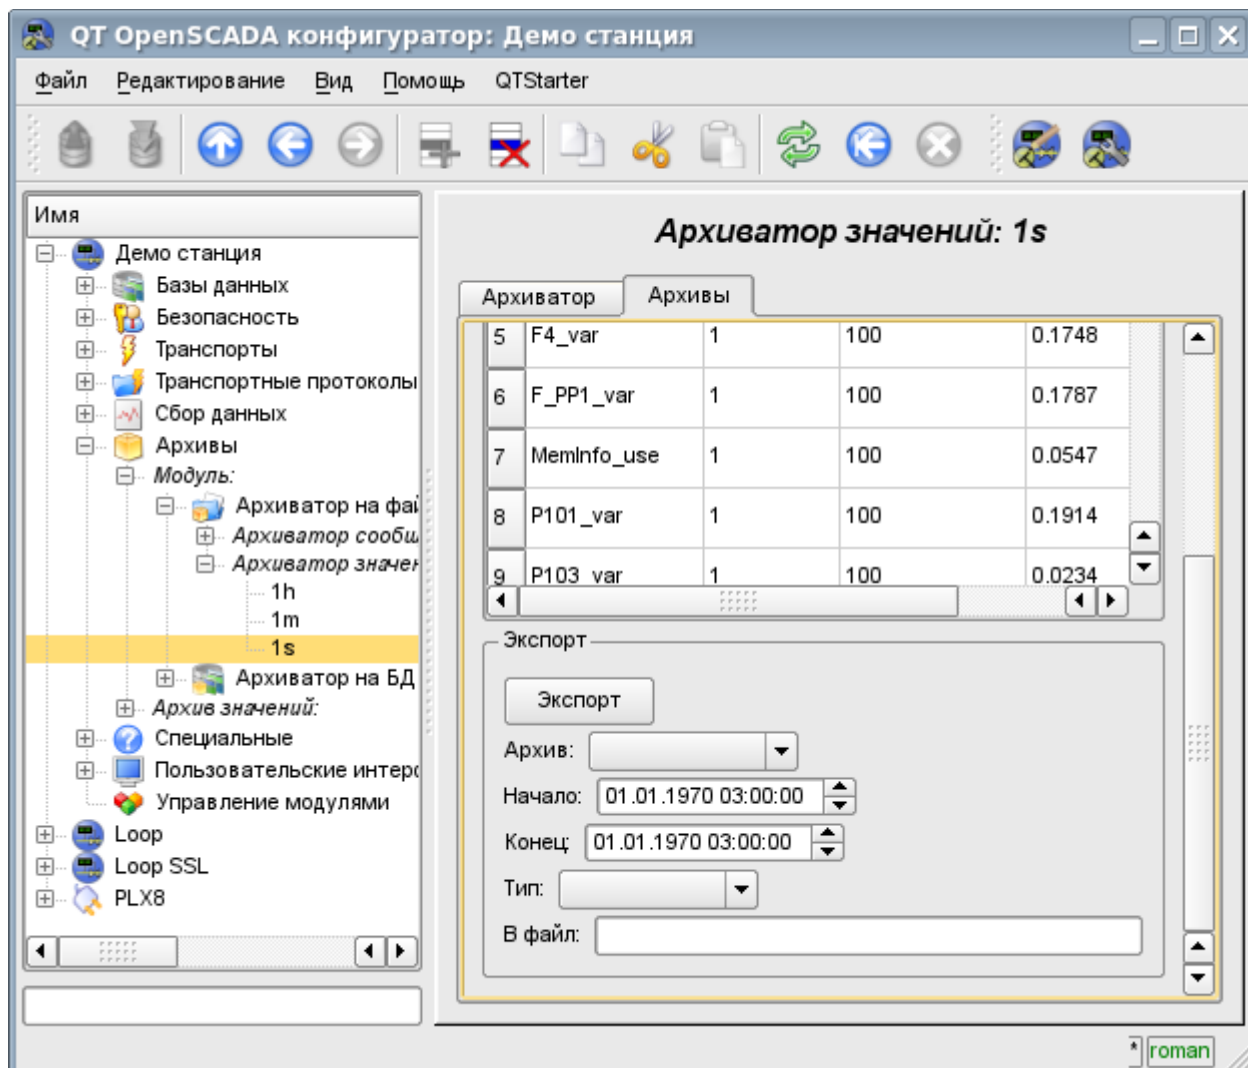 QT OpenSCADA конфигуратор: Демо станция
Файл Редактирование Вид Помощь QTStarter
Имя
Демо станция
Базы данных
Безопасность
Транспорты
Транспортные протоколы
Сбор данных
Архивы
Модуль:
Архиватор на фай
Архиватор сообщ
Архиватор значен
1h
1m
1s
Архиватор на БД
Архив значений:
Специальные
Пользовательские интерф
Управление модулями
Loop
Loop SSL
PLX8
Архиватор значений: 1s
Архиватор Архивы
5 F4_var 1 100 0.1748
6 F_PP1_var 1 100 0.1787
7 MemInfo_use 1 100 0.0547
8 P101_var 1 100 0.1914
9 P103_var 1 100 0.0234
Экспорт
Экспорт
Архив:
Начало: 01.01.1970 03:00:00
Конец: 01.01.1970 03:00:00
Тип:
В файл:
* roman